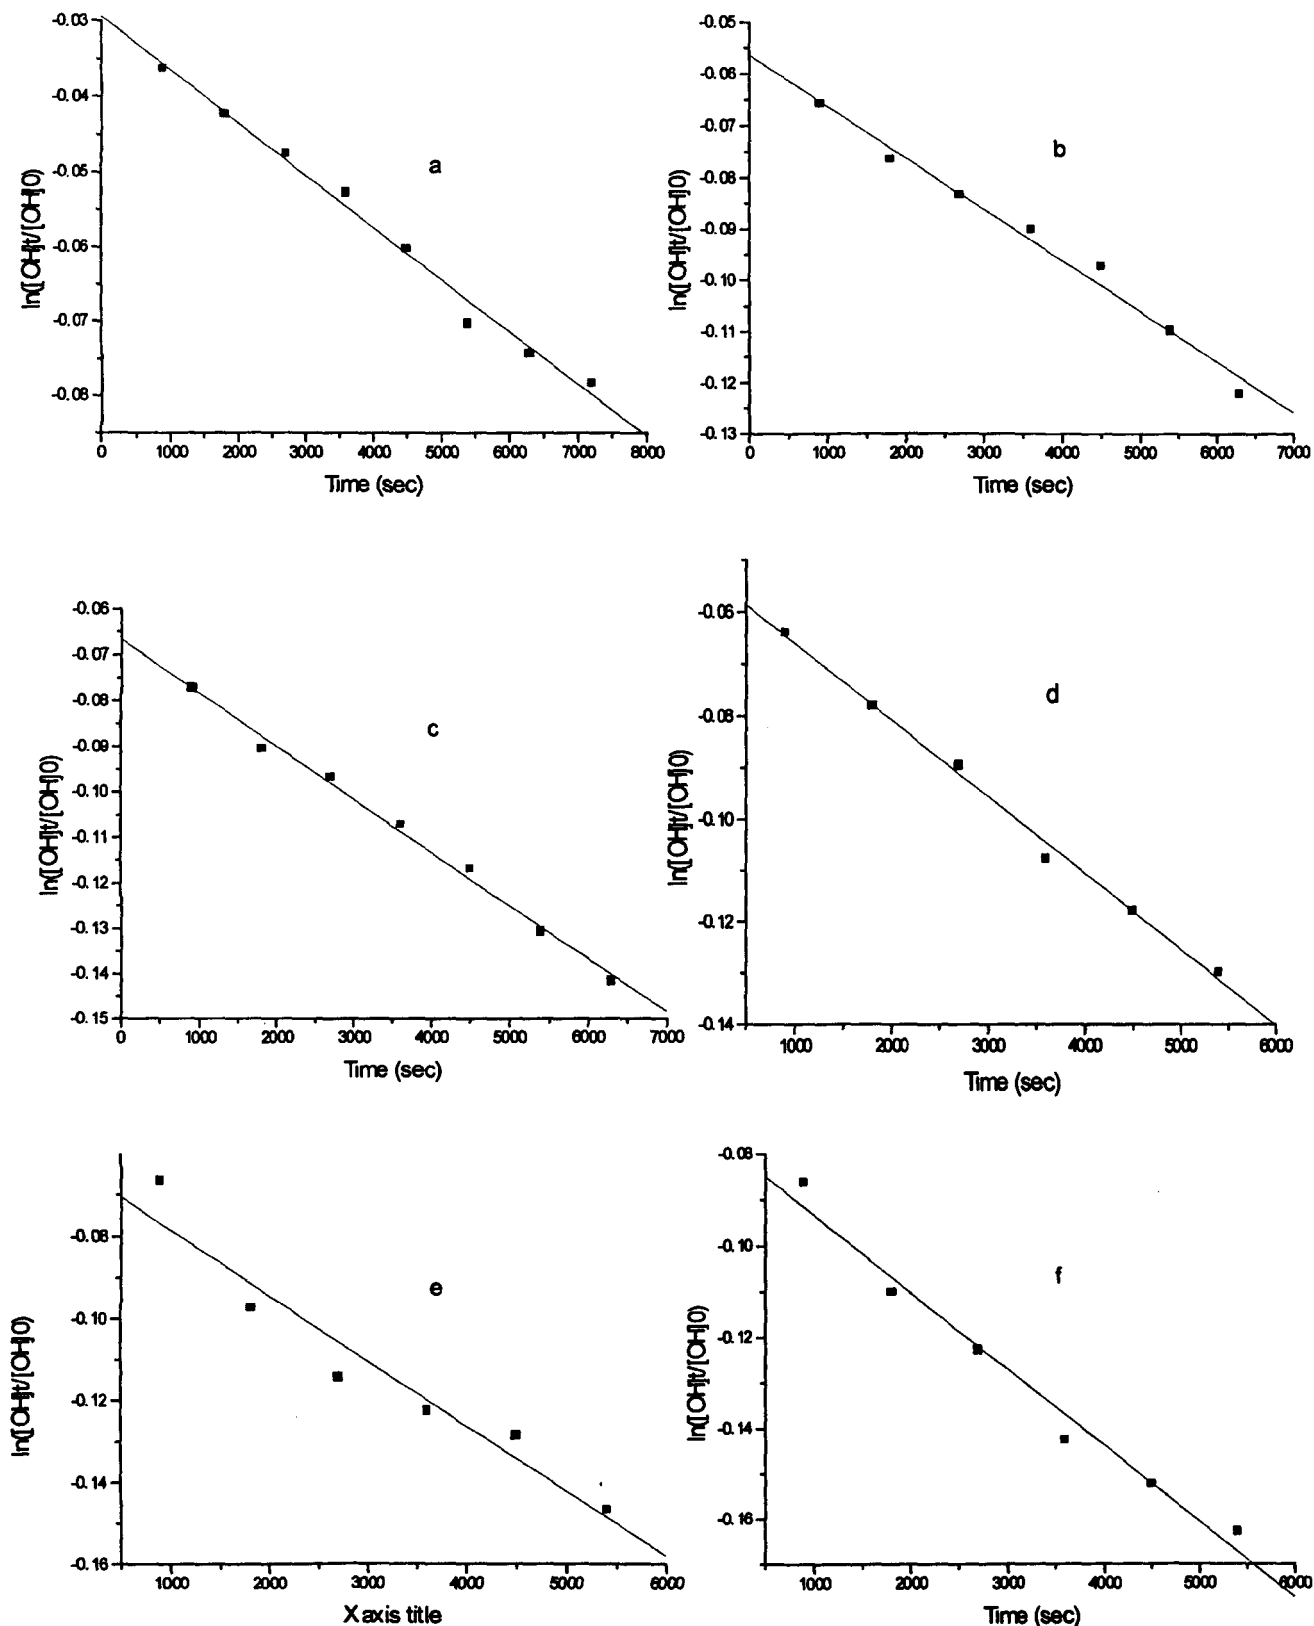 -0.03
-0.04
-0.05
-0.06
-0.07
-0.08
ln([OH]t/[OH]0)
a
0 1000 2000 3000 4000 5000 6000 7000 8000
Time (sec)
-0.05
-0.06
-0.07
-0.08
-0.09
-0.10
-0.11
-0.12
-0.13
ln([OH]t/[OH]0)
b
0 1000 2000 3000 4000 5000 6000 7000
Time (sec)
-0.06
-0.07
-0.08
-0.09
-0.10
-0.11
-0.12
-0.13
-0.14
-0.15
ln([OH]t/[OH]0)
c
0 1000 2000 3000 4000 5000 6000 7000
Time (sec)
-0.06
-0.08
-0.10
-0.12
-0.14
ln([OH]t/[OH]0)
d
1000 2000 3000 4000 5000 6000
Time (sec)
-0.08
-0.10
-0.12
-0.14
-0.16
ln([OH]t/[OH]0)
e
1000 2000 3000 4000 5000 6000
X axis title
-0.08
-0.10
-0.12
-0.14
-0.16
ln([OH]t/[OH]0)
f
1000 2000 3000 4000 5000 6000
Time (sec)